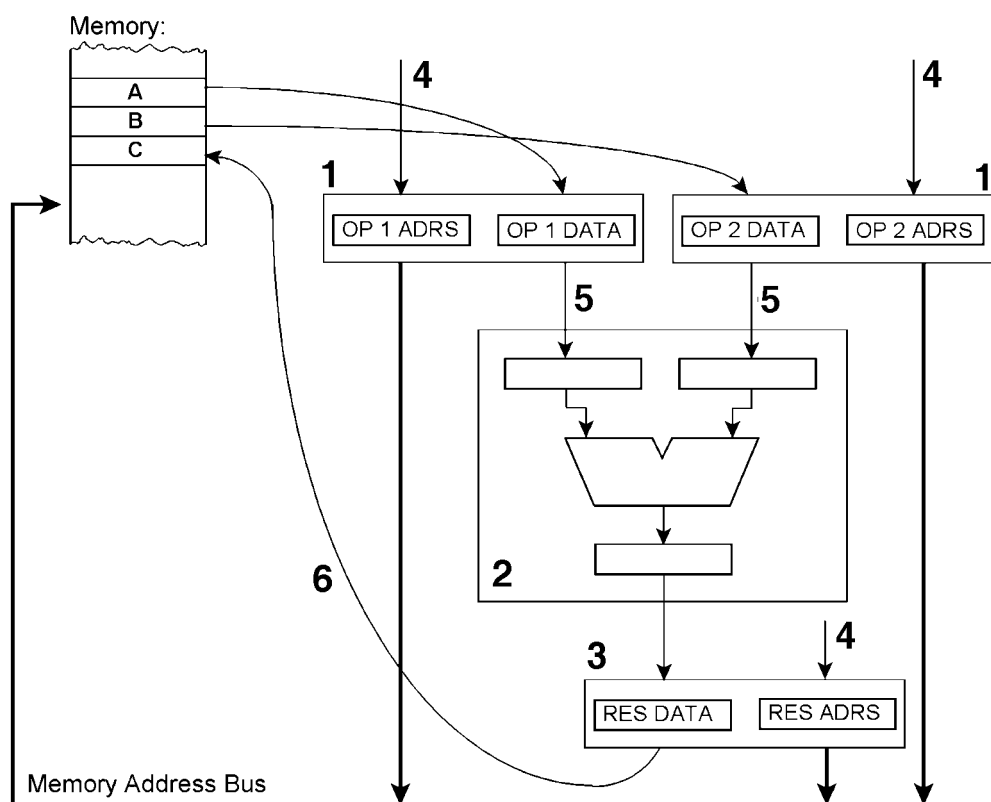 Memory:
A
B
C
4
4
1
1
OP 1 ADRS
OP 1 DATA
OP 2 DATA
OP 2 ADRS
5
5
2
6
3
4
RES DATA
RES ADRS
Memory Address Bus